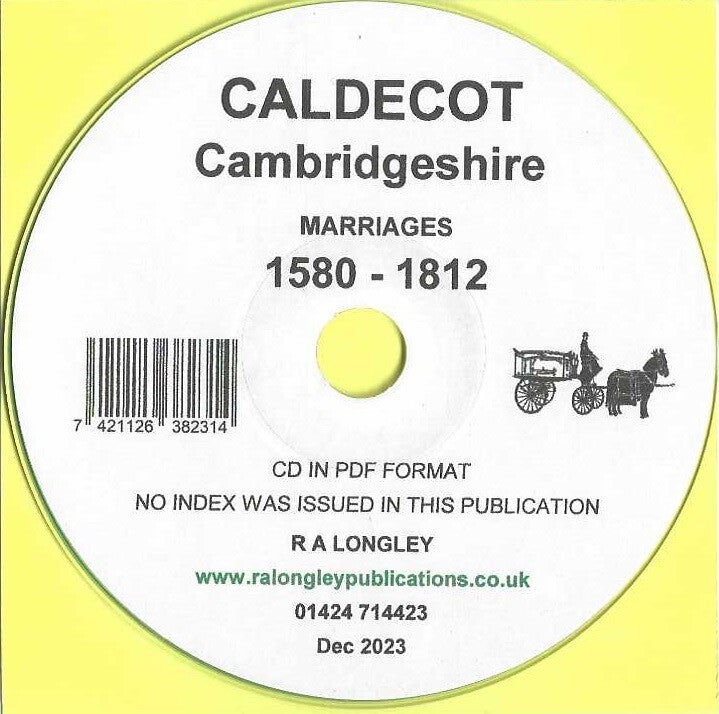 CALDECOT
Cambridgeshire
MARRIAGES
1580 - 1812
7 421126 382314
CD IN PDF FORMAT
NO INDEX WAS ISSUED IN THIS PUBLICATION
R A LONGLEY
www.ralongleypublications.co.uk
01424 714423
Dec 2023